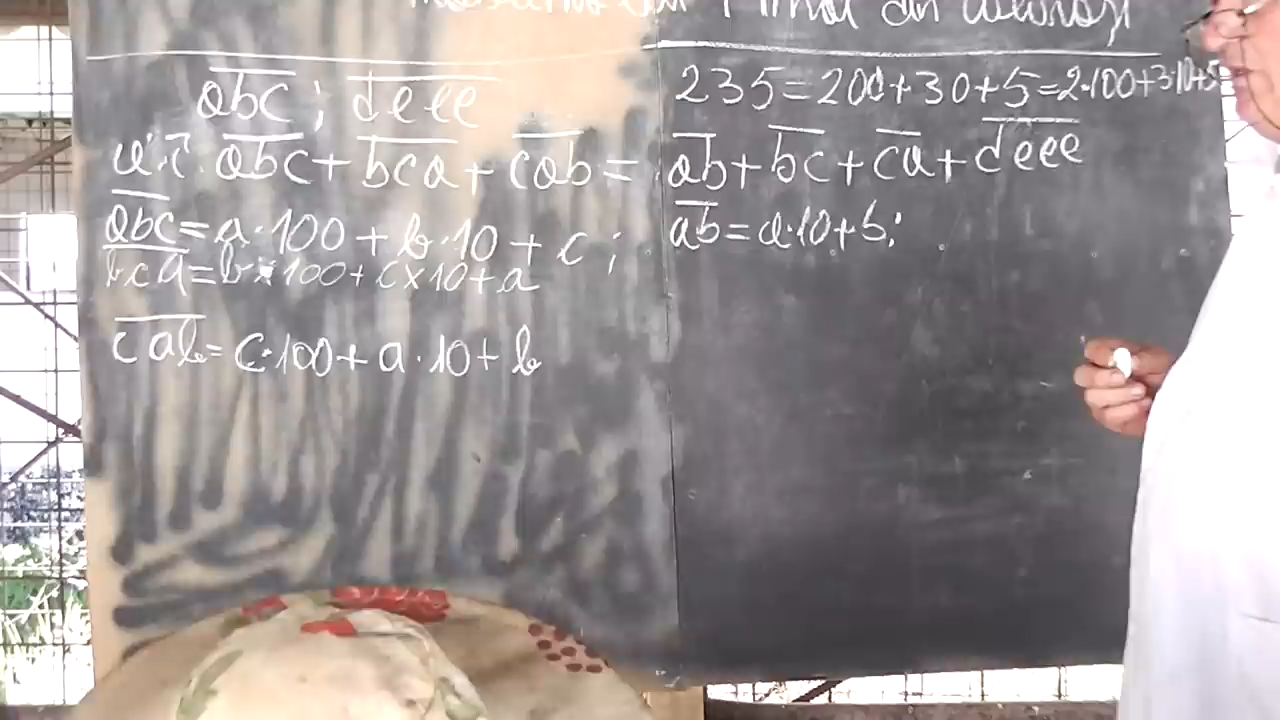 abc ; deee
a.î. abc + bca + cab = ab + bc + ca + deee
abc = a·100 + b·10 + c ;
bca = b×100 + c×10 + a
cab = c·100 + a·10 + b
235 = 200 + 30 + 5 = 2·100+3·10+5
ab = a·10 + b ;